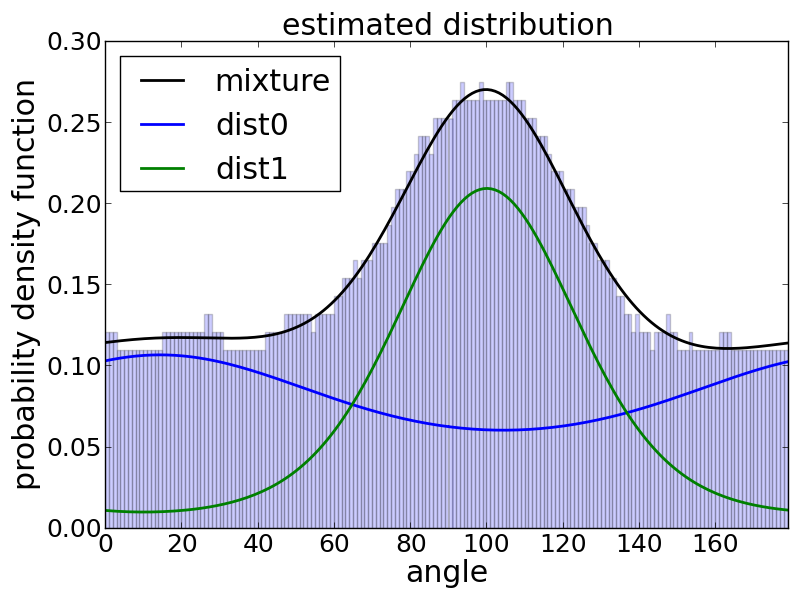 estimated distribution
probability density function
0.30
0.25
0.20
0.15
0.10
0.05
0.00
mixture
dist0
dist1
0 20 40 60 80 100 120 140 160
angle